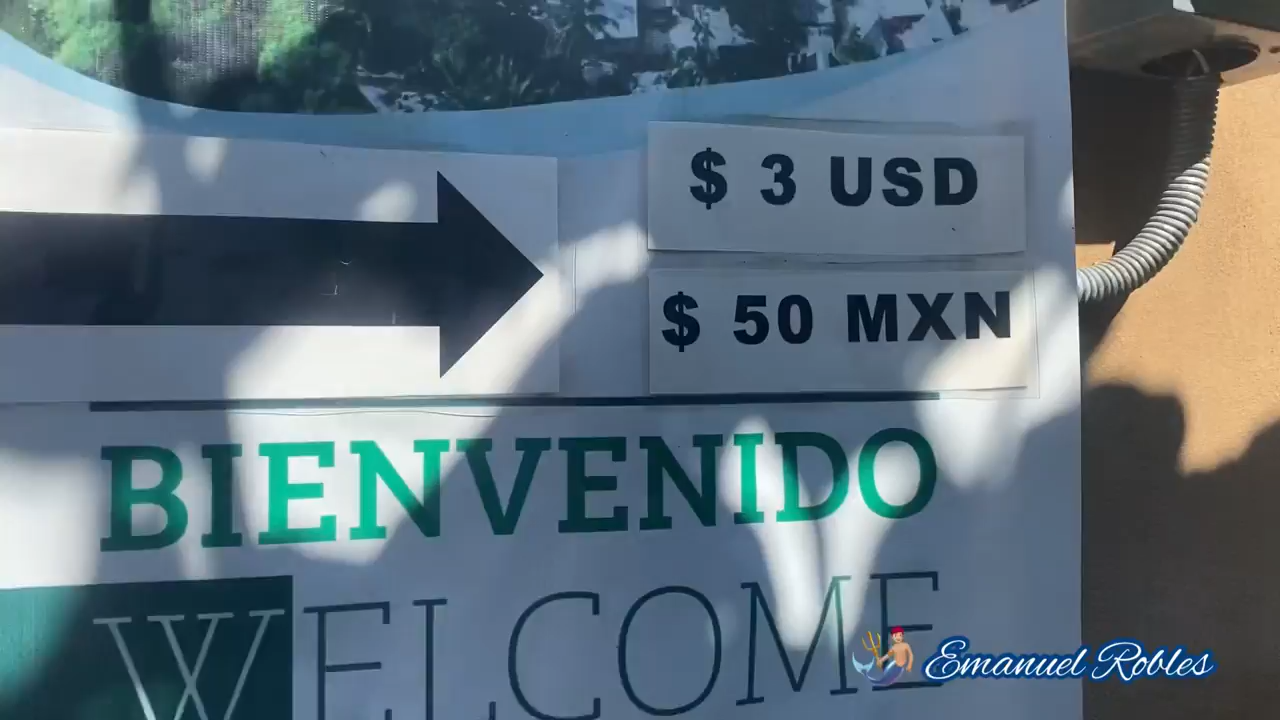 $ 3 USD
$ 50 MXN
BIENVENIDO
WELCOME
Emanuel Robles